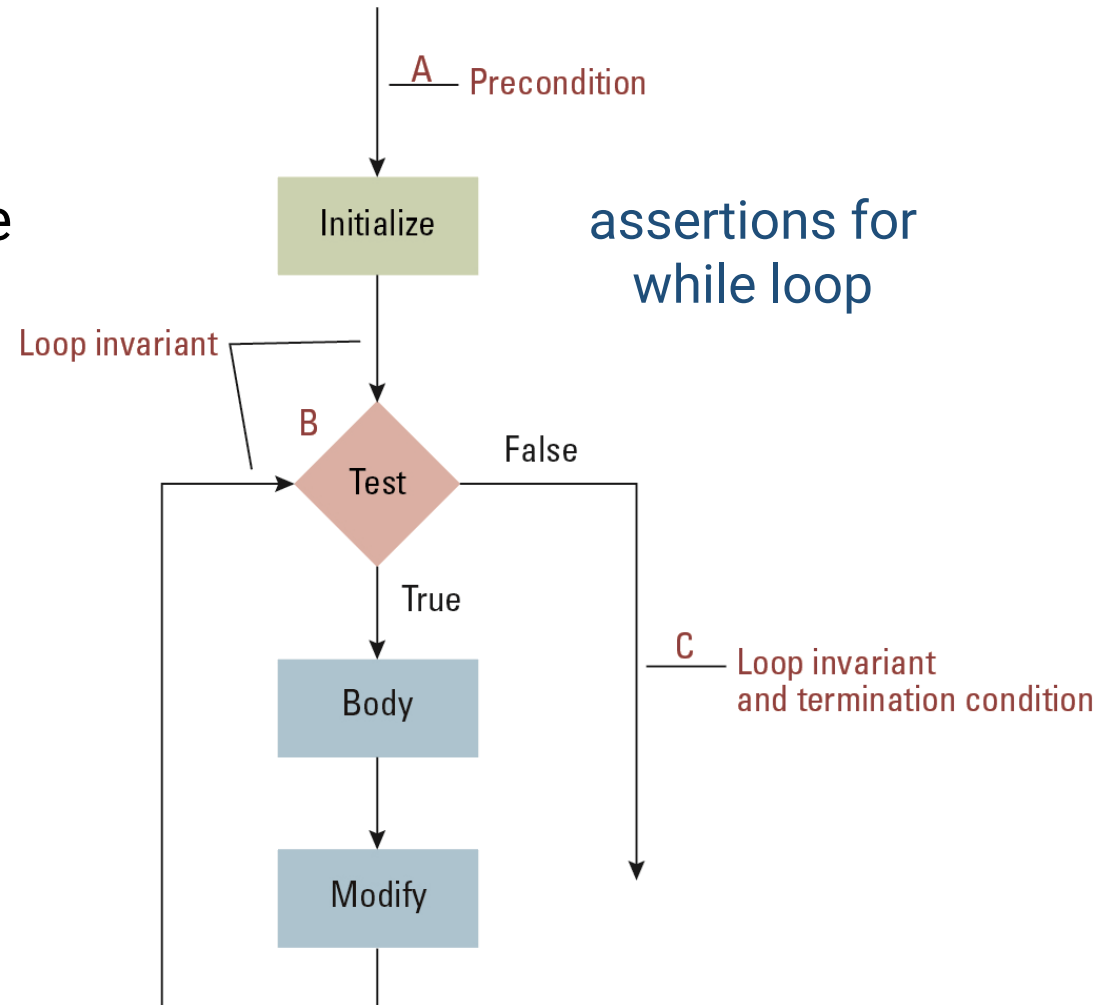 A
Precondition
e
Initialize
assertions for
while loop
Loop invariant
B
Test
False
True
C
Loop invariant
and termination condition
Body
Modify